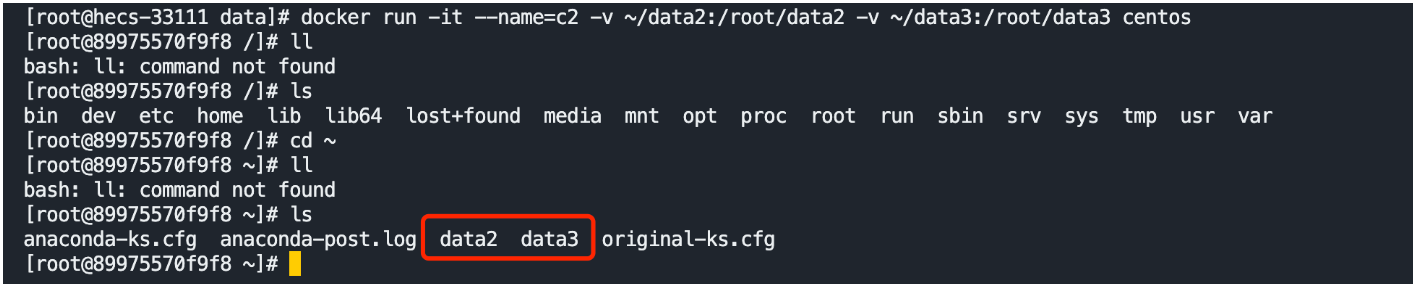 [root@hecs-33111 data]# docker run -it --name=c2 -v ~/data2:/root/data2 -v ~/data3:/root/data3 centos
[root@89975570f9f8 /]# ll
bash: ll: command not found
[root@89975570f9f8 /]# ls
bin  dev  etc  home  lib  lib64  lost+found  media  mnt  opt  proc  root  run  sbin  srv  sys  tmp  usr  var
[root@89975570f9f8 /]# cd ~
[root@89975570f9f8 ~]# ll
bash: ll: command not found
[root@89975570f9f8 ~]# ls
anaconda-ks.cfg  anaconda-post.log  data2  data3  original-ks.cfg
[root@89975570f9f8 ~]#